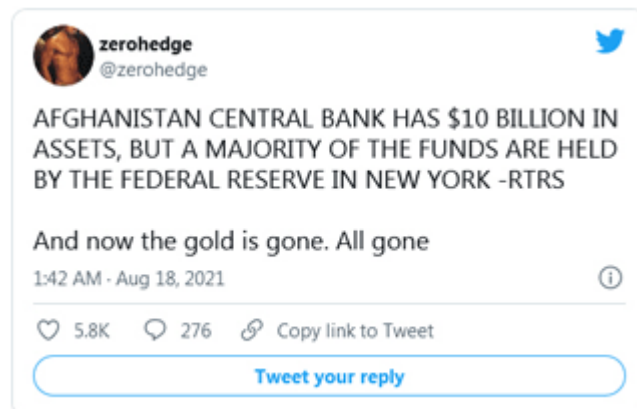 zerohedge
@zerohedge
AFGHANISTAN CENTRAL BANK HAS $10 BILLION IN
ASSETS, BUT A MAJORITY OF THE FUNDS ARE HELD
BY THE FEDERAL RESERVE IN NEW YORK -RTRS
And now the gold is gone. All gone
1:42 AM · Aug 18, 2021
5.8K 276 Copy link to Tweet
Tweet your reply